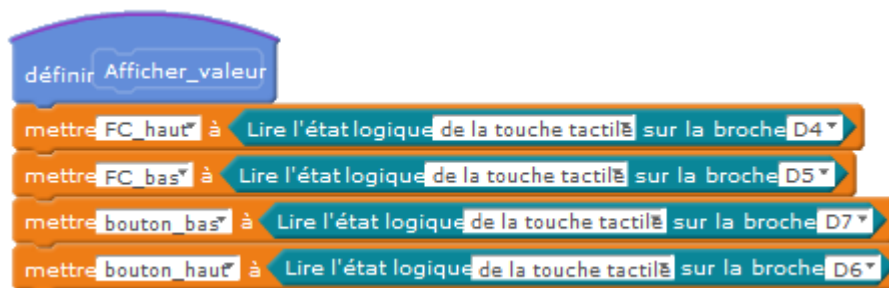 définir Afficher_valeur
mettre FC_haut à Lire l'état logique de la touche tactile sur la broche D4
mettre FC_bas à Lire l'état logique de la touche tactile sur la broche D5
mettre bouton_bas à Lire l'état logique de la touche tactile sur la broche D7
mettre bouton_haut à Lire l'état logique de la touche tactile sur la broche D6